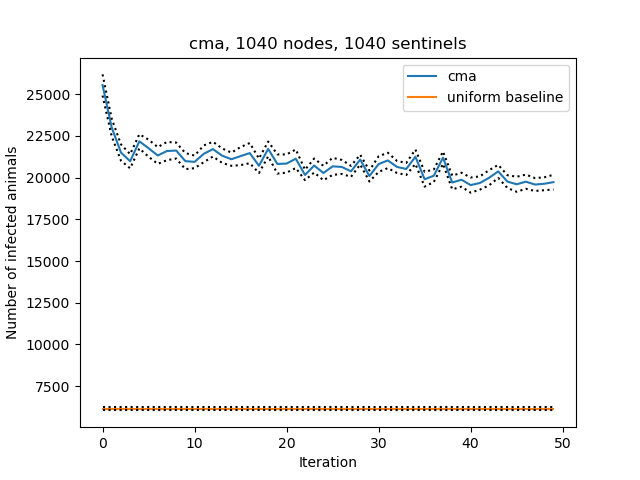 cma, 1040 nodes, 1040 sentinels
cma
uniform baseline
Number of infected animals
25000
22500
20000
17500
15000
12500
10000
7500
0 10 20 30 40 50
Iteration